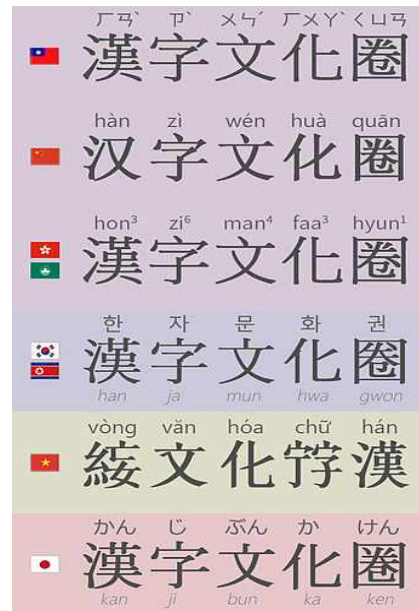 ㄏㄢˋ ㄗˋ ㄨㄣˊ ㄏㄨㄚˋ ㄑㄩㄢ
漢字文化圈
hàn zì wén huà quān
汉字文化圈
hon³ zi⁶ man⁴ faa³ hyun¹
漢字文化圈
한 자 문 화 권
漢字文化圈
han ja mun hwa gwon
vòng văn hóa chữ hán
𥿺文化𡨸漢
かん じ ぶん か けん
漢字文化圏
kan ji bun ka ken